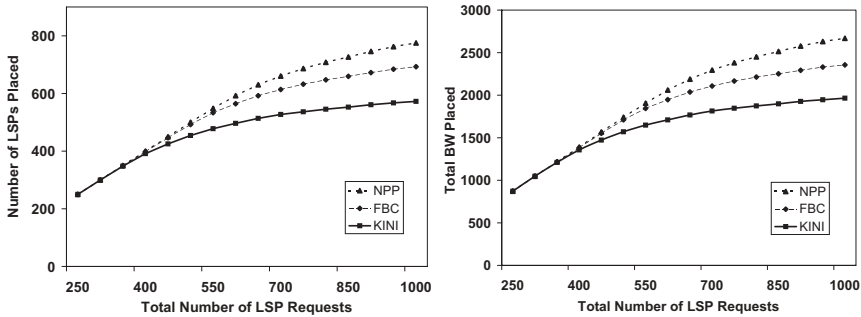 Number of LSPs Placed
800
600
400
200
0
NPP
FBC
KINI
250 400 550 700 850 1000
Total Number of LSP Requests
Total BW Placed
3000
2500
2000
1500
1000
500
0
NPP
FBC
KINI
250 400 550 700 850 1000
Total Number of LSP Requests